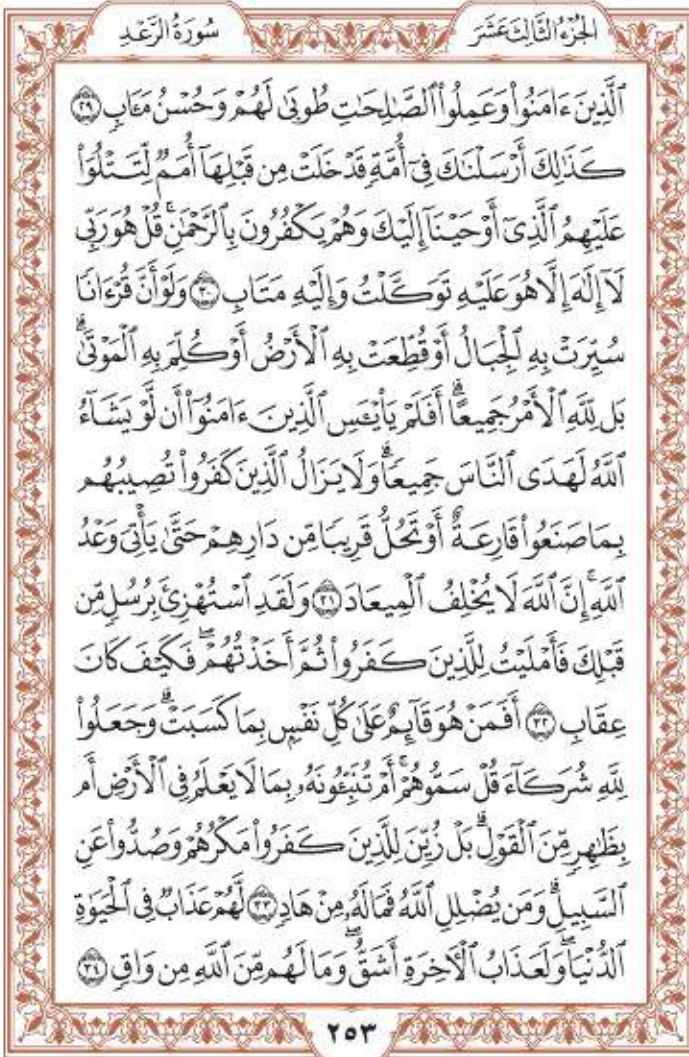 الجُزْءُ الثَّالِثَ عَشَرَ
سُورَةُ الرَّعْدِ
ٱلَّذِينَ ءَامَنُوا۟ وَعَمِلُوا۟ ٱلصَّٰلِحَٰتِ طُوبَىٰ لَهُمْ وَحُسْنُ مَـَٔابٍ ٢٩
كَذَٰلِكَ أَرْسَلْنَٰكَ فِىٓ أُمَّةٍ قَدْ خَلَتْ مِن قَبْلِهَآ أُمَمٌ لِّتَتْلُوَا۟
عَلَيْهِمُ ٱلَّذِىٓ أَوْحَيْنَآ إِلَيْكَ وَهُمْ يَكْفُرُونَ بِٱلرَّحْمَٰنِ ۚ قُلْ هُوَ رَبِّى
لَآ إِلَٰهَ إِلَّا هُوَ عَلَيْهِ تَوَكَّلْتُ وَإِلَيْهِ مَتَابِ ٣٠ وَلَوْ أَنَّ قُرْءَانًا
سُيِّرَتْ بِهِ ٱلْجِبَالُ أَوْ قُطِّعَتْ بِهِ ٱلْأَرْضُ أَوْ كُلِّمَ بِهِ ٱلْمَوْتَىٰ ۗ
بَل لِّلَّهِ ٱلْأَمْرُ جَمِيعًا ۗ أَفَلَمْ يَا۟يْـَٔسِ ٱلَّذِينَ ءَامَنُوٓا۟ أَن لَّوْ يَشَآءُ
ٱللَّهُ لَهَدَى ٱلنَّاسَ جَمِيعًا ۗ وَلَا يَزَالُ ٱلَّذِينَ كَفَرُوا۟ تُصِيبُهُم
بِمَا صَنَعُوا۟ قَارِعَةٌ أَوْ تَحُلُّ قَرِيبًا مِّن دَارِهِمْ حَتَّىٰ يَأْتِىَ وَعْدُ
ٱللَّهِ ۚ إِنَّ ٱللَّهَ لَا يُخْلِفُ ٱلْمِيعَادَ ٣١ وَلَقَدِ ٱسْتُهْزِئَ بِرُسُلٍ مِّن
قَبْلِكَ فَأَمْلَيْتُ لِلَّذِينَ كَفَرُوا۟ ثُمَّ أَخَذْتُهُمْ ۖ فَكَيْفَ كَانَ
عِقَابِ ٣٢ أَفَمَنْ هُوَ قَآئِمٌ عَلَىٰ كُلِّ نَفْسٍۭ بِمَا كَسَبَتْ ۗ وَجَعَلُوا۟
لِلَّهِ شُرَكَآءَ قُلْ سَمُّوهُمْ ۚ أَمْ تُنَبِّـُٔونَهُۥ بِمَا لَا يَعْلَمُ فِى ٱلْأَرْضِ أَم
بِظَٰهِرٍ مِّنَ ٱلْقَوْلِ ۗ بَلْ زُيِّنَ لِلَّذِينَ كَفَرُوا۟ مَكْرُهُمْ وَصُدُّوا۟ عَنِ
ٱلسَّبِيلِ ۗ وَمَن يُضْلِلِ ٱللَّهُ فَمَا لَهُۥ مِنْ هَادٍ ٣٣ لَّهُمْ عَذَابٌ فِى ٱلْحَيَوٰةِ
ٱلدُّنْيَا ۖ وَلَعَذَابُ ٱلْءَاخِرَةِ أَشَقُّ ۖ وَمَا لَهُم مِّنَ ٱللَّهِ مِن وَاقٍ ٣٤
٢٥٣